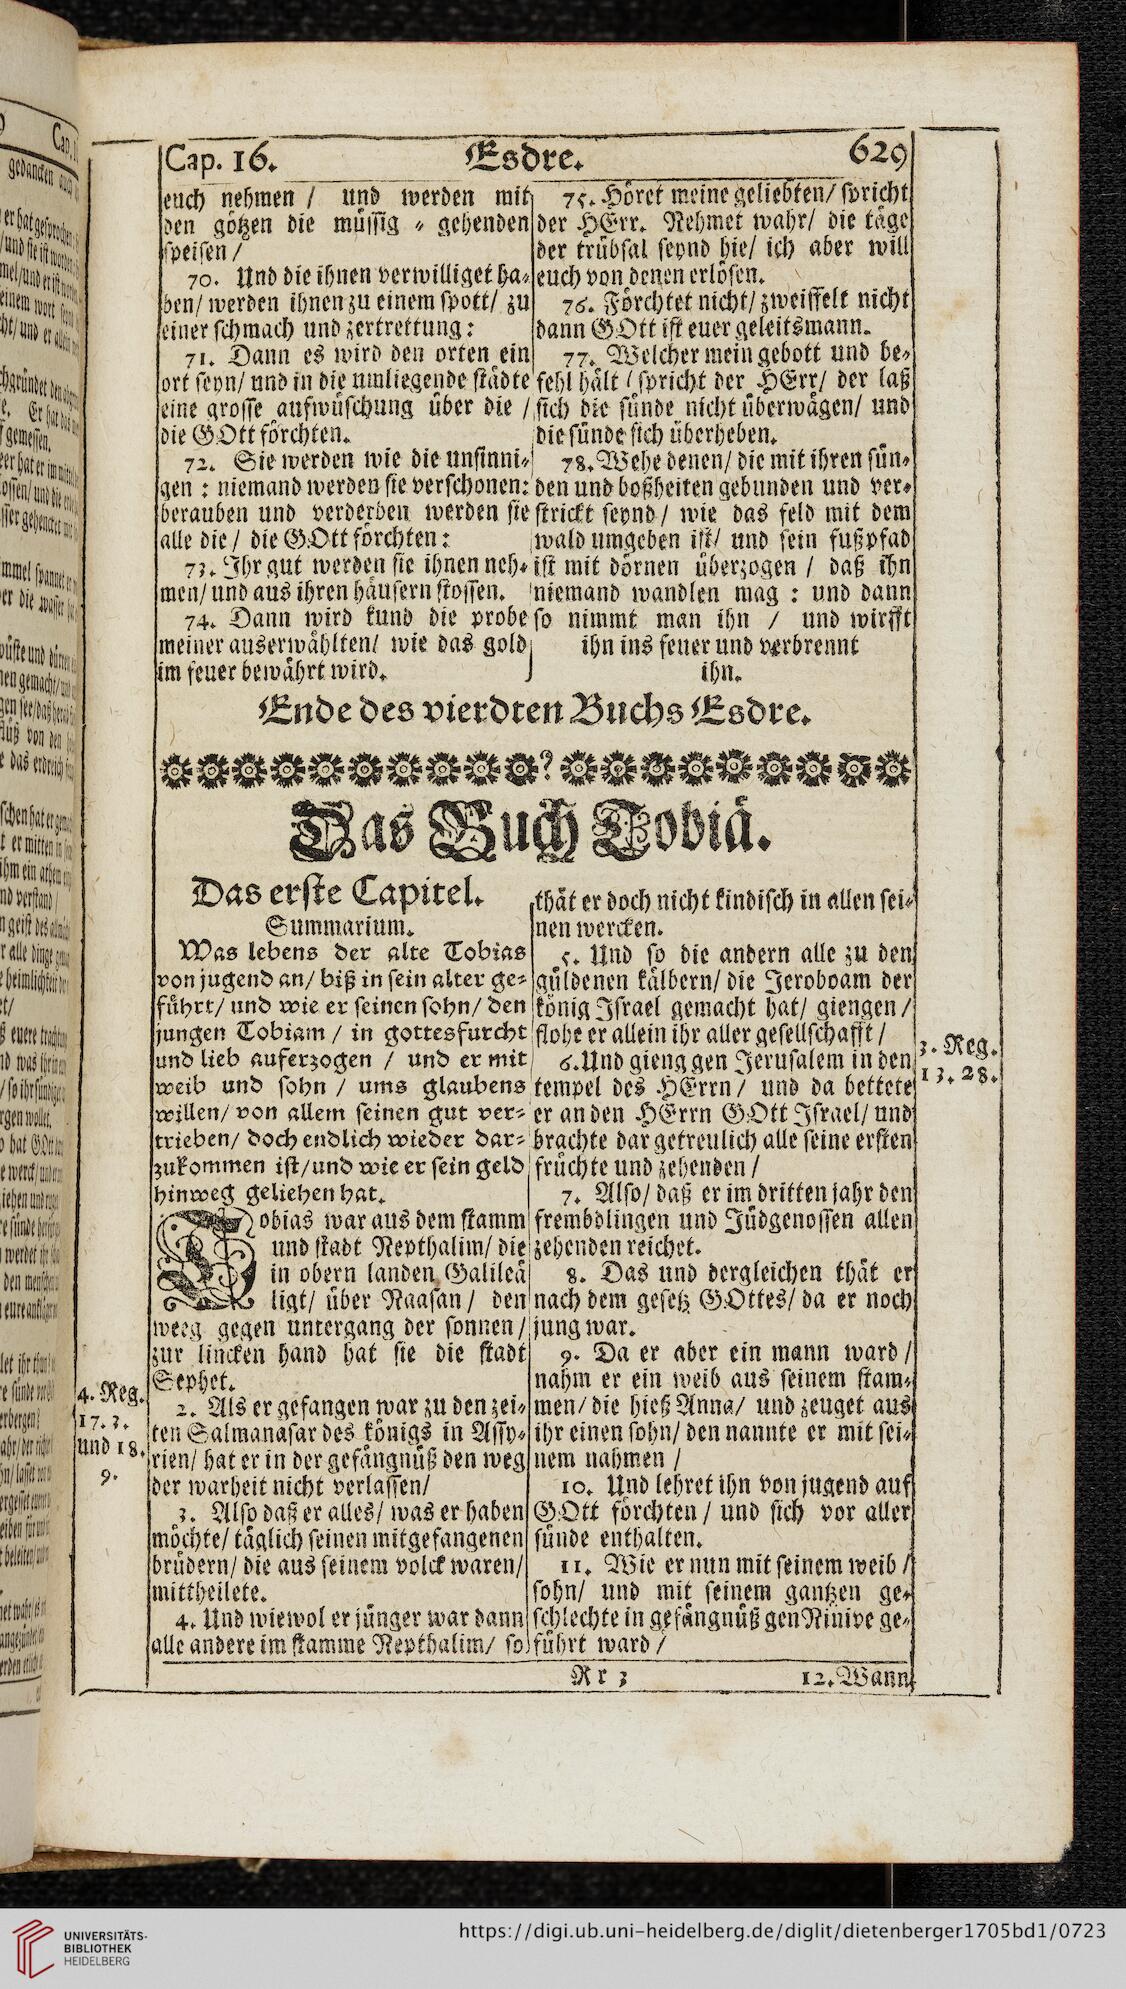 Cap. 16. Esdre. 629
euch nehmen / und werden mit
den götzen die müssig = gehenden
speisen /
70. Und die ihnen verwilliget ha=
ben/ werden ihnen zu einem spott/ zu
einer schmach und zertrettung:
71. Dann es wird den orten ein
ort seyn/ und in die umliegende städte
eine grosse aufwüschung über die /
die GOtt förchten.
72. Sie werden wie die unsinni=
gen : niemand werden sie verschonen:
berauben und verderben werden sie
alle die / die GOtt förchten:
73. Ihr gut werden sie ihnen neh=
men/ und aus ihren häusern stossen.
74. Dann wird kund die probe
meiner auserwählten/ wie das gold
im feuer bewährt wird.
75. Höret meine geliebten/ spricht
der HErr. Nehmet wahr/ die täge
der trübsal seynd hie/ ich aber will
euch von denen erlösen.
76. Förchtet nicht/ zweiffelt nicht
dann GOtt ist euer geleitsmann.
77. Welcher mein gebott und be=
fehl hält / spricht der HErr/ der laß
sich die sünde nicht überwägen/ und
die sünde sich überheben.
78. Wehe denen/ die mit ihren sün=
den und boßheiten gebunden und ver=
strickt seynd / wie das feld mit dem
wald umgeben ist/ und sein fußpfad
ist mit dörnen überzogen / daß ihn
niemand wandlen mag : und dann
so nimmt man ihn / und wirfft
ihn ins feuer und verbrennt
ihn.
Ende des vierdten Buchs Esdre.
Das Buch Tobiä.
Das erste Capitel.
Summarium.
Was lebens der alte Tobias
von jugend an/ biß in sein alter ge=
führt/ und wie er seinen sohn/ den
jungen Tobiam / in gottesfurcht
und lieb auferzogen / und er mit
weib und sohn / ums glaubens
willen/ von allem seinen gut ver=
trieben/ doch endlich wieder dar=
zukommen ist/ und wie er sein geld
hinweg geliehen hat.
Tobias war aus dem stamm
und stadt Nepthalim/ die
in obern landen Galileä
ligt/ über Naasan / den
weeg gegen untergang der sonnen /
zur lincken hand hat sie die stadt
Sephet.
4. Reg.
17. 3.
und 18.
9.
2. Als er gefangen war zu den zei=
ten Salmanasar des königs in Assy=
rien/ hat er in der gefängnüß den weg
der warheit nicht verlassen/
3. Also daß er alles/ was er haben
möchte/ täglich seinen mitgefangenen
brüdern/ die aus seinem volck waren/
mittheilete.
4. Und wiewol er jünger war dann
alle andere im stamme Nepthalim/ so
thät er doch nicht kindisch in allen sei=
nen wercken.
5. Und so die andern alle zu den
güldenen kälbern/ die Jeroboam der
könig Israel gemacht hat/ giengen /
flohe er allein ihr aller gesellschafft /
3. Reg.
13. 28.
6. Und gieng gen Jerusalem in den
tempel des HErrn/ und da bettete
er an den HErrn GOtt Israel/ und
brachte dar getreulich alle seine ersten
früchte und zehenden /
7. Also/ daß er im dritten jahr den
frembdlingen und Jüdgenossen allen
zehenden reichet.
8. Das und dergleichen thät er
nach dem gesetz GOttes/ da er noch
jung war.
9. Da er aber ein mann ward /
nahm er ein weib aus seinem stam=
men/ die hieß Anna/ und zeuget aus
ihr einen sohn/ den nannte er mit sei=
nem nahmen /
10. Und lehret ihn von jugend auf
GOtt förchten / und sich vor aller
sünde enthalten.
11. Wie er nun mit seinem weib /
sohn/ und mit seinem gantzen ge=
schlechte in gefängnüß gen Ninive ge=
führt ward /
Rr 3 12. Wann
UNIVERSITÄTS-
BIBLIOTHEK
HEIDELBERG
https://digi.ub.uni-heidelberg.de/diglit/dietenberger1705bd1/0723